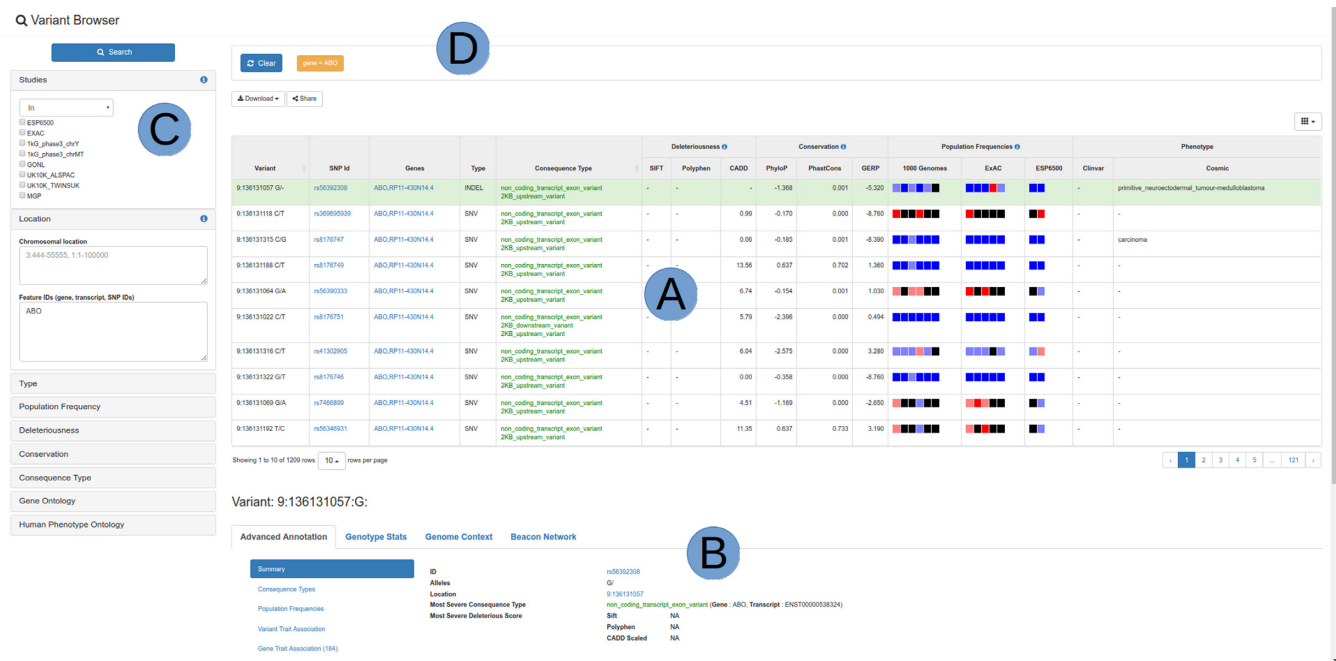 Variant Browser
Search
Clear
gene = ABO
D
Studies
In
ESP6500
EXAC
1kG_phase3_chrY
1kG_phase3_chrMT
GONL
UK10K_ALSPAC
UK10K_TWINSUK
MGP
C
Location
Chromosomal location
3:444-55555, 1:1-100000
Feature IDs (gene, transcript, SNP IDs)
ABO
Type
Population Frequency
Deleteriousness
Conservation
Consequence Type
Gene Ontology
Human Phenotype Ontology
Download
Share
Deleteriousness Conservation Population Frequencies Phenotype
Variant SNP Id Genes Type Consequence Type SIFT Polyphen CADD PhyloP PhastCons GERP 1000 Genomes ExAC ESP6500 Clinvar Cosmic
9:136131057 G/- rs56392308 ABO,RP11-430N14.4 INDEL non_coding_transcript_exon_variant - - - -1.368 0.001 -5.320 - primitive_neuroectodermal_tumour-medulloblastoma
2KB_upstream_variant
9:136131118 C/T rs369695939 ABO,RP11-430N14.4 SNV non_coding_transcript_exon_variant - - 0.99 -0.170 0.000 -8.760 - -
2KB_upstream_variant
9:136131315 C/G rs8176747 ABO,RP11-430N14.4 SNV non_coding_transcript_exon_variant - - 0.06 -0.185 0.001 -8.390 - carcinoma
2KB_upstream_variant
9:136131188 C/T rs8176749 ABO,RP11-430N14.4 SNV non_coding_transcript_exon_variant - - 13.56 0.637 0.702 1.360 - -
2KB_upstream_variant
9:136131064 G/A rs56390333 ABO,RP11-430N14.4 SNV non_coding_transcript_exon_variant 6.74 -0.154 0.001 1.030 - -
2KB_upstream_variant
A
9:136131022 C/T rs8176751 ABO,RP11-430N14.4 SNV non_coding_transcript_exon_variant - 5.79 -2.396 0.000 0.494 - -
2KB_downstream_variant
2KB_upstream_variant
9:136131316 C/T rs41302905 ABO,RP11-430N14.4 SNV non_coding_transcript_exon_variant - - 6.04 -2.575 0.000 3.280 - -
2KB_upstream_variant
9:136131322 G/T rs8176746 ABO,RP11-430N14.4 SNV non_coding_transcript_exon_variant - - 0.00 -0.358 0.000 -8.760 - -
2KB_upstream_variant
9:136131069 G/A rs7466899 ABO,RP11-430N14.4 SNV non_coding_transcript_exon_variant - - 4.51 -1.169 0.000 -2.650 - -
2KB_upstream_variant
9:136131192 T/C rs56346931 ABO,RP11-430N14.4 SNV non_coding_transcript_exon_variant - - 11.35 0.637 0.733 3.190 - -
2KB_upstream_variant
Showing 1 to 10 of 1209 rows 10 rows per page
‹ 1 2 3 4 5 ... 121 ›
Variant: 9:136131057:G:
Advanced Annotation Genotype Stats Genome Context Beacon Network
B
Summary
Consequence Types
Population Frequencies
Variant Trait Association
Gene Trait Association (184)
ID rs56392308
Alleles G/
Location 9:136131057
Most Severe Consequence Type non_coding_transcript_exon_variant (Gene : ABO, Transcript : ENST00000538324)
Most Severe Deleterious Score Sift NA
Polyphen NA
CADD Scaled NA